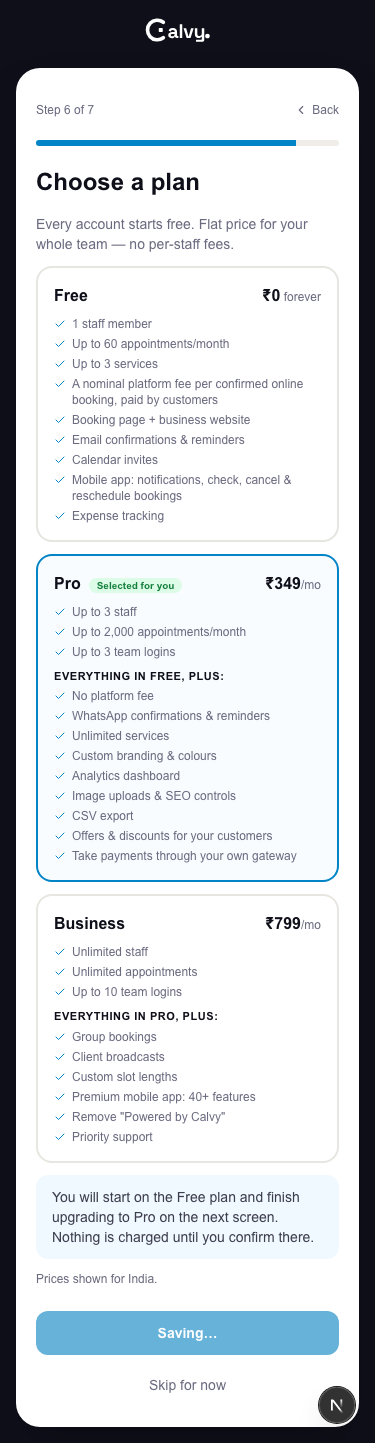 Calvy.
Step 6 of 7
Back
Choose a plan
Every account starts free. Flat price for your
whole team — no per-staff fees.
Free
₹0 forever
1 staff member
Up to 60 appointments/month
Up to 3 services
A nominal platform fee per confirmed online
booking, paid by customers
Booking page + business website
Email confirmations & reminders
Calendar invites
Mobile app: notifications, check, cancel &
reschedule bookings
Expense tracking
Pro Selected for you
₹349/mo
Up to 3 staff
Up to 2,000 appointments/month
Up to 3 team logins
EVERYTHING IN FREE, PLUS:
No platform fee
WhatsApp confirmations & reminders
Unlimited services
Custom branding & colours
Analytics dashboard
Image uploads & SEO controls
CSV export
Offers & discounts for your customers
Take payments through your own gateway
Business
₹799/mo
Unlimited staff
Unlimited appointments
Up to 10 team logins
EVERYTHING IN PRO, PLUS:
Group bookings
Client broadcasts
Custom slot lengths
Premium mobile app: 40+ features
Remove "Powered by Calvy"
Priority support
You will start on the Free plan and finish
upgrading to Pro on the next screen.
Nothing is charged until you confirm there.
Prices shown for India.
Saving...
Skip for now
N